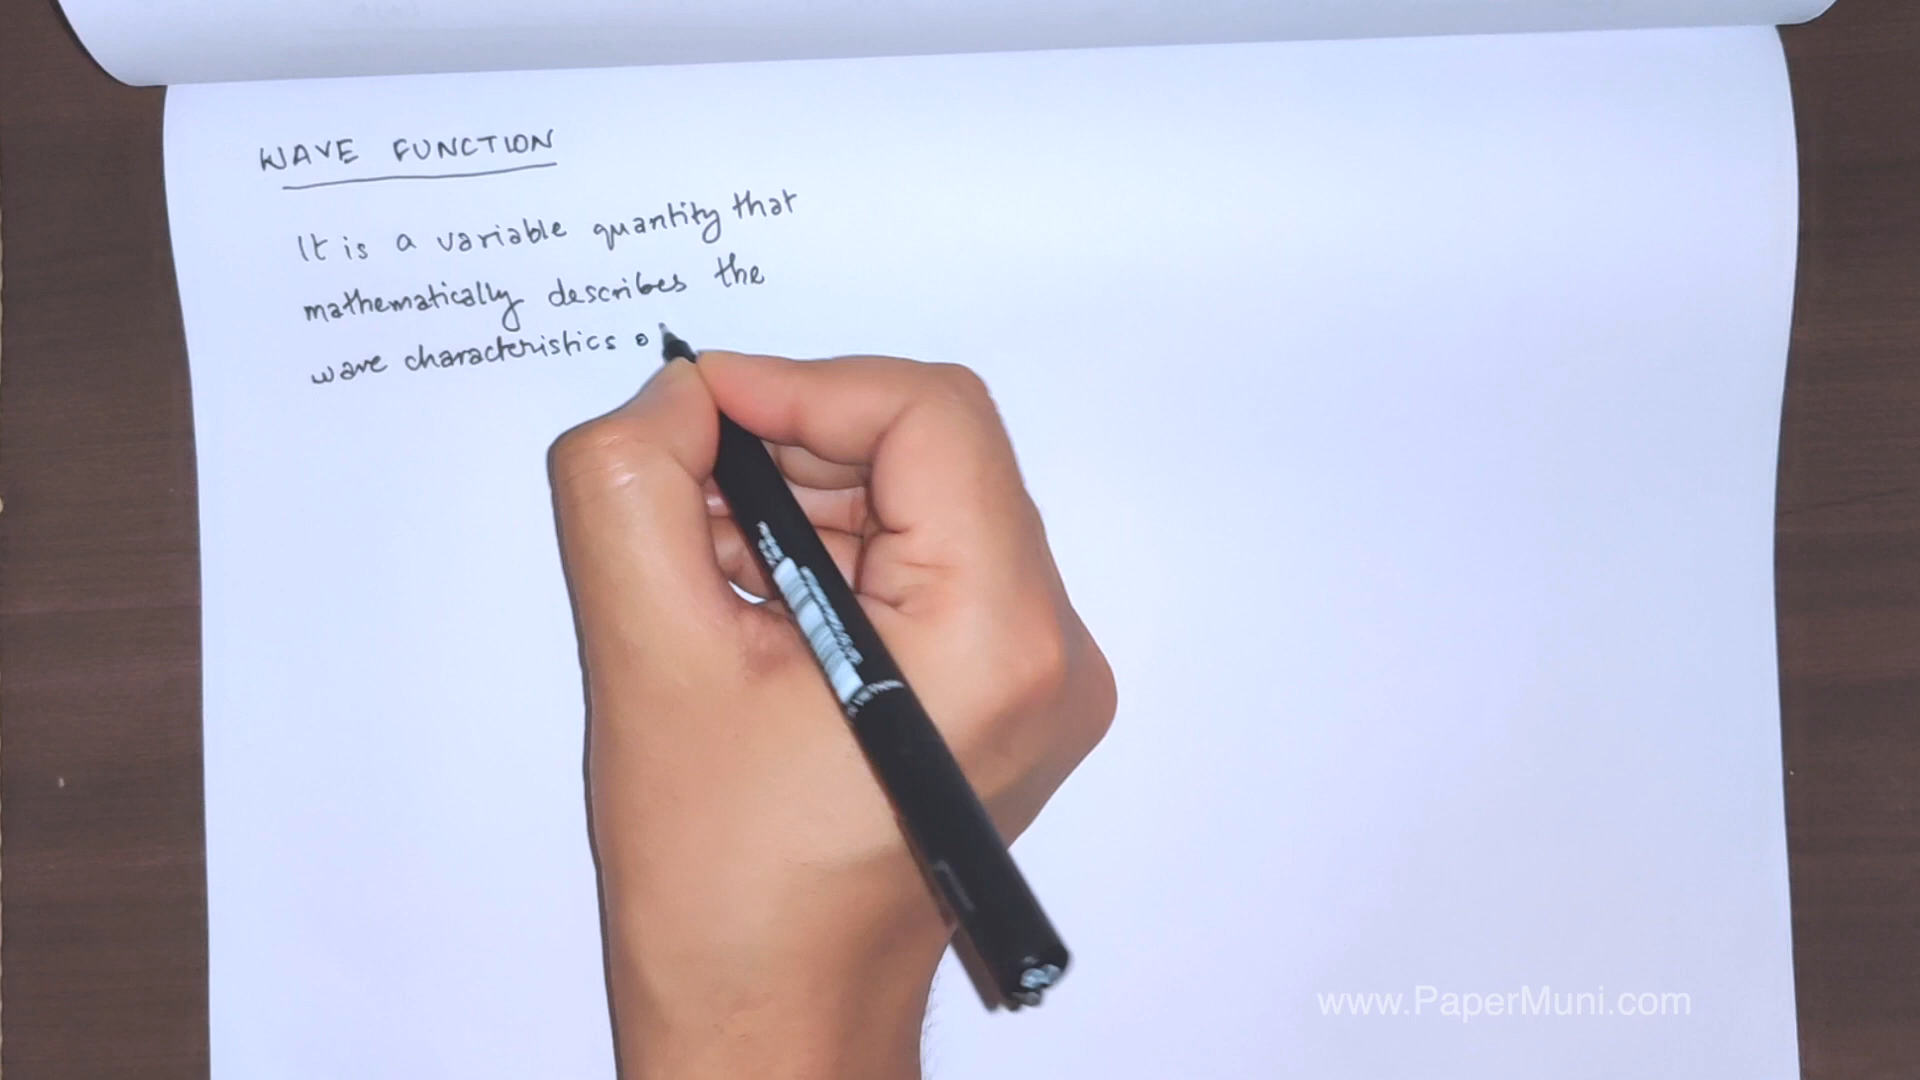 WAVE FUNCTION
It is a variable quantity that
mathematically describes the
wave characteristics o
www.PaperMuni.com